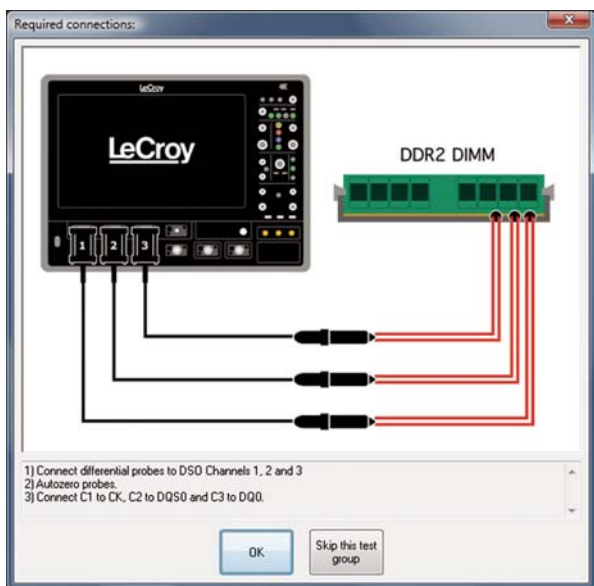 Required connections:
LeCroy
LeCroy
DDR2 DIMM
1 2 3
1) Connect differential probes to DSO Channels 1, 2 and 3
2) Autozero probes.
3) Connect C1 to CK, C2 to DQS0 and C3 to DQ0.
OK
Skip this test
group